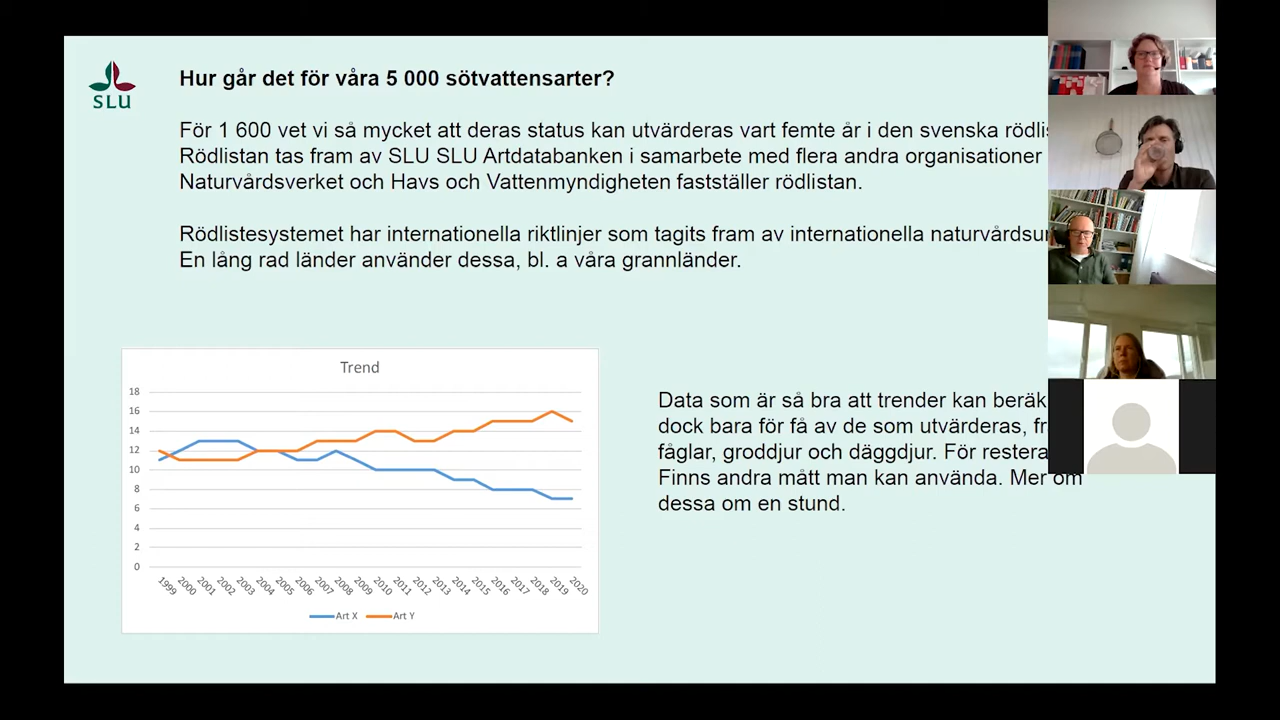 SLU
Hur går det för våra 5 000 sötvattensarter?
För 1 600 vet vi så mycket att deras status kan utvärderas vart femte år i den svenska
Rödlistan tas fram av SLU SLU Artdatabanken i samarbete med flera andra organisationer
Naturvårdsverket och Havs och Vattenmyndigheten fastställer rödlistan.
Rödlistesystemet har internationella riktlinjer som tagits fram av internationella
En lång rad länder använder dessa, bl. a våra grannländer.
Trend
18
16
14
12
10
8
6
4
2
0
1999 2000 2001 2002 2003 2004 2005 2006 2007 2008 2009 2010 2011 2012 2013 2014 2015 2016 2017 2018 2019 2020
Art X Art Y
Data som är så bra att trender kan
dock bara för få av de som utvärderas,
fåglar, groddjur och däggdjur. För
Finns andra mått man kan använda. Mer om
dessa om en stund.